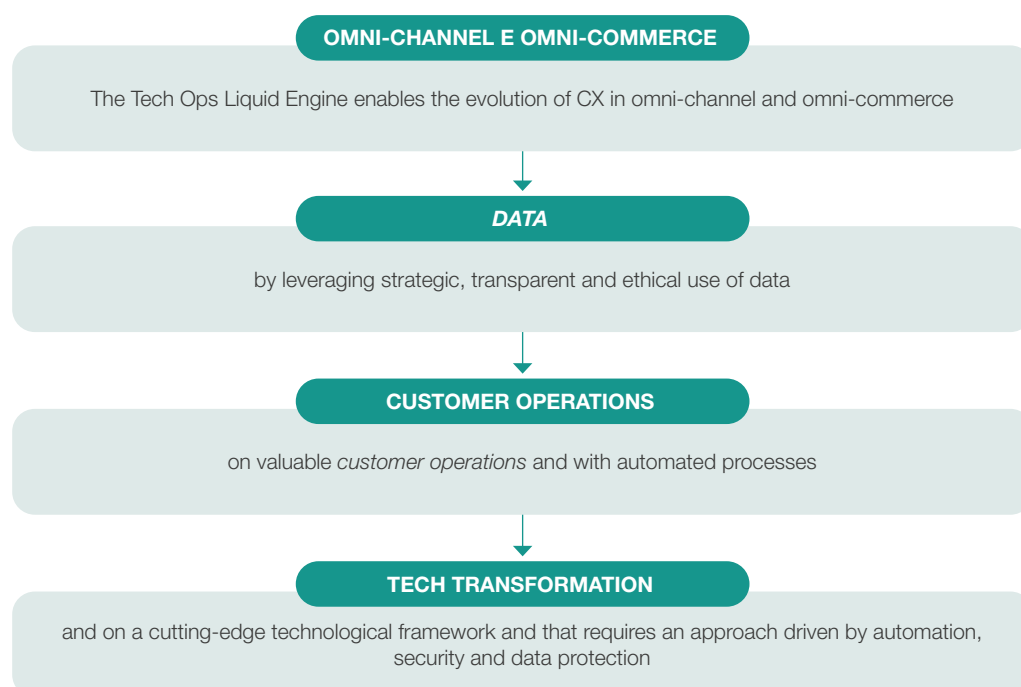 OMNI-CHANNEL E OMNI-COMMERCE
The Tech Ops Liquid Engine enables the evolution of CX in omni-channel and omni-commerce
DATA
by leveraging strategic, transparent and ethical use of data
CUSTOMER OPERATIONS
on valuable customer operations and with automated processes
TECH TRANSFORMATION
and on a cutting-edge technological framework and that requires an approach driven by automation,
security and data protection